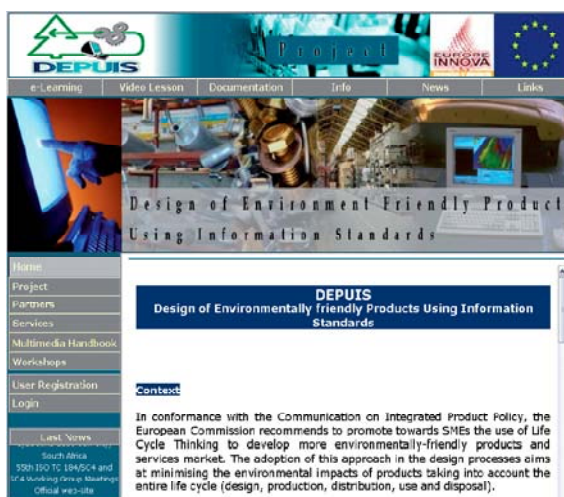 DEPUIS
Project
EUROPE
INNOVA
e-Learning Video Lesson Documentation Info News Links
Design of Environment Friendly Product
Using Information Standards
Home
Project
Partners
Services
Multimedia Handbook
Workshops
User Registration
Login
Last News
South Africa
55th ISO TC 184/SC4 and
SC4 Working Group Meetings
Official web-site
DEPUIS
Design of Environmentally friendly Products Using Information
Standards
Context
In conformance with the Communication on Integrated Product Policy, the
European Commission recommends to promote towards SMEs the use of Life
Cycle Thinking to develop more environmentally-friendly products and
services market. The adoption of this approach in the design processes aims
at minimising the environmental impacts of products taking into account the
entire life cycle (design, production, distribution, use and disposal).